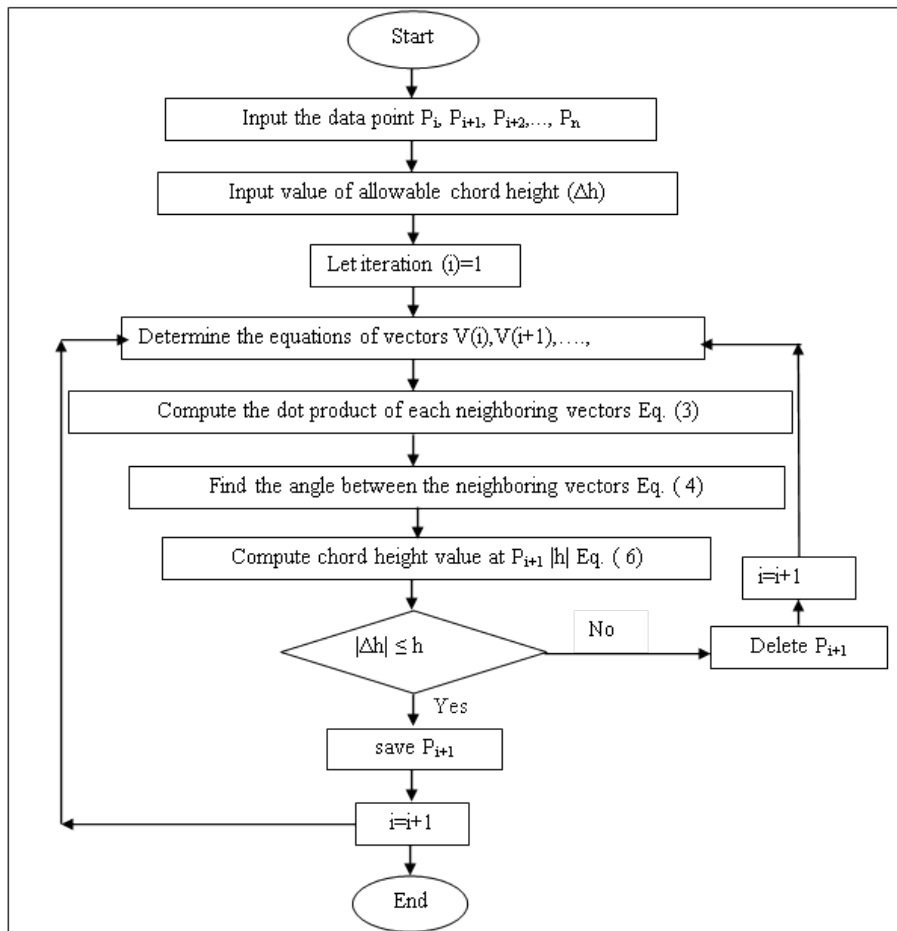 Start
Input the data point Pᵢ, Pᵢ₊₁, Pᵢ₊₂,..., Pₙ
Input value of allowable chord height (Δh)
Let iteration (i)=1
Determine the equations of vectors V(i),V(i+1),....,
Compute the dot product of each neighboring vectors Eq. (3)
Find the angle between the neighboring vectors Eq. ( 4)
Compute chord height value at Pᵢ₊₁ |h| Eq. ( 6)
i=i+1
|Δh| ≤ h
No
Delete Pᵢ₊₁
Yes
save Pᵢ₊₁
i=i+1
End